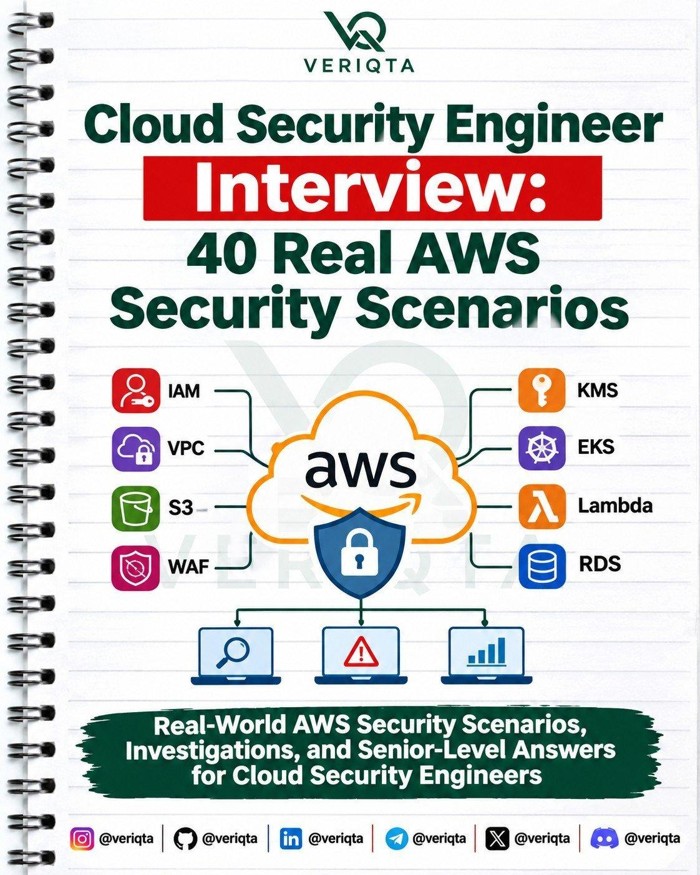 VERIQTA
Cloud Security Engineer
Interview:
40 Real AWS
Security Scenarios
IAM
VPC
S3
WAF
aws
KMS
EKS
Lambda
RDS
VERIQTA
Real-World AWS Security Scenarios,
Investigations, and Senior-Level Answers
for Cloud Security Engineers
@veriqta
@veriqta
@veriqta
@veriqta
@veriqta
@veriqta